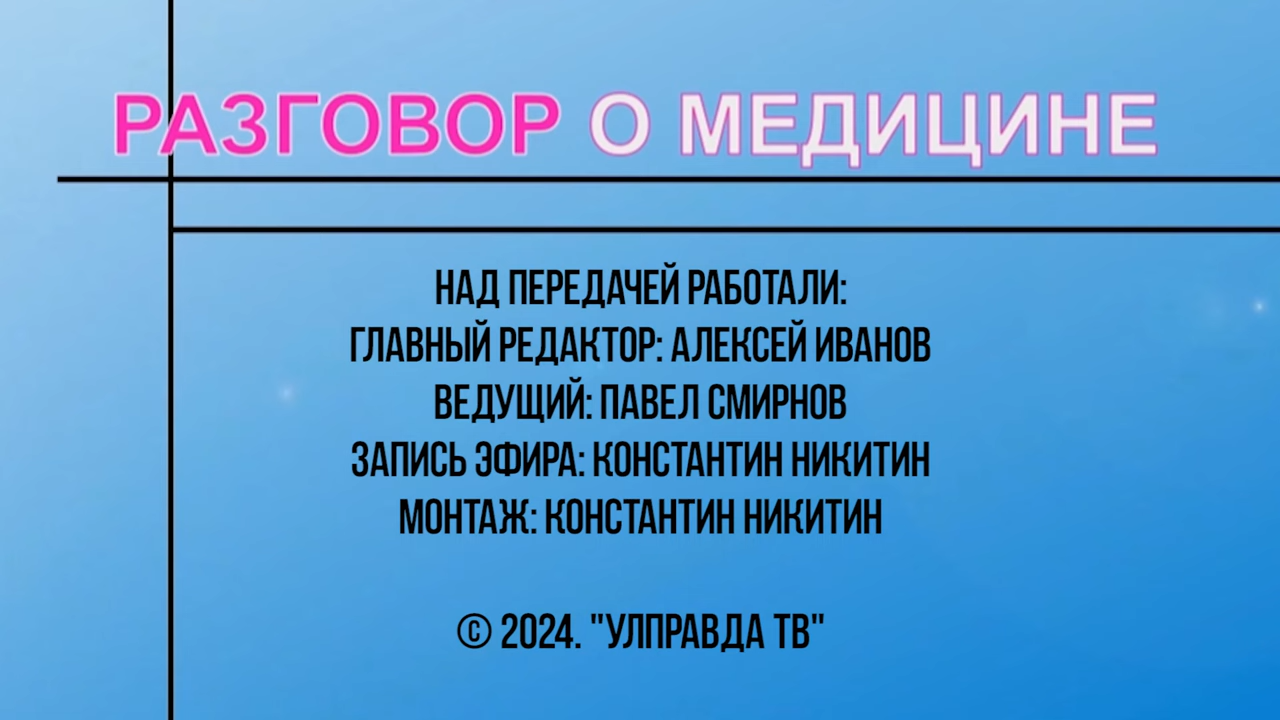 РАЗГОВОР О МЕДИЦИНЕ
НАД ПЕРЕДАЧЕЙ РАБОТАЛИ:
ГЛАВНЫЙ РЕДАКТОР: АЛЕКСЕЙ ИВАНОВ
ВЕДУЩИЙ: ПАВЕЛ СМИРНОВ
ЗАПИСЬ ЭФИРА: КОНСТАНТИН НИКИТИН
МОНТАЖ: КОНСТАНТИН НИКИТИН
© 2024. "УЛПРАВДА ТВ"